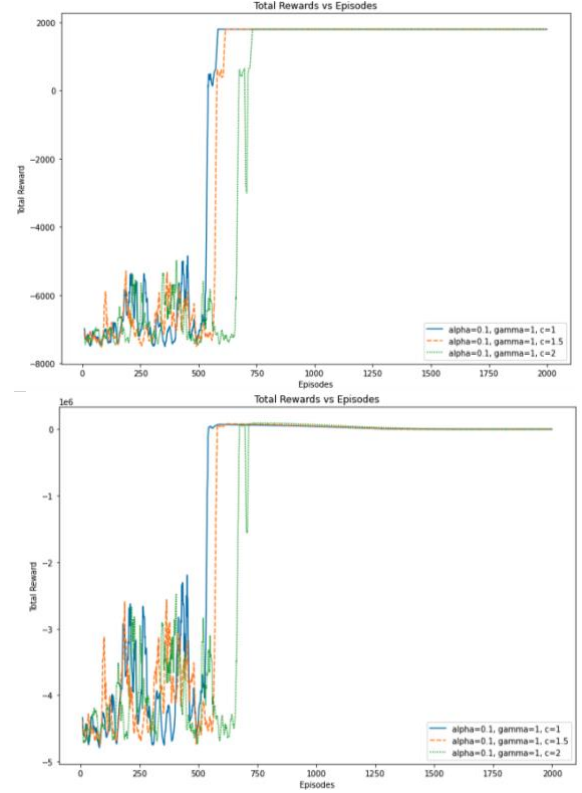 Total Rewards vs Episodes
2000
0
−2000
−4000
−6000
−8000
Total Reward
0 250 500 750 1000 1250 1500 1750 2000
Episodes
alpha=0.1, gamma=1, c=1
alpha=0.1, gamma=1, c=1.5
alpha=0.1, gamma=1, c=2
Total Rewards vs Episodes
1e6
0
−1
−2
−3
−4
−5
Total Reward
0 250 500 750 1000 1250 1500 1750 2000
Episodes
alpha=0.1, gamma=1, c=1
alpha=0.1, gamma=1, c=1.5
alpha=0.1, gamma=1, c=2